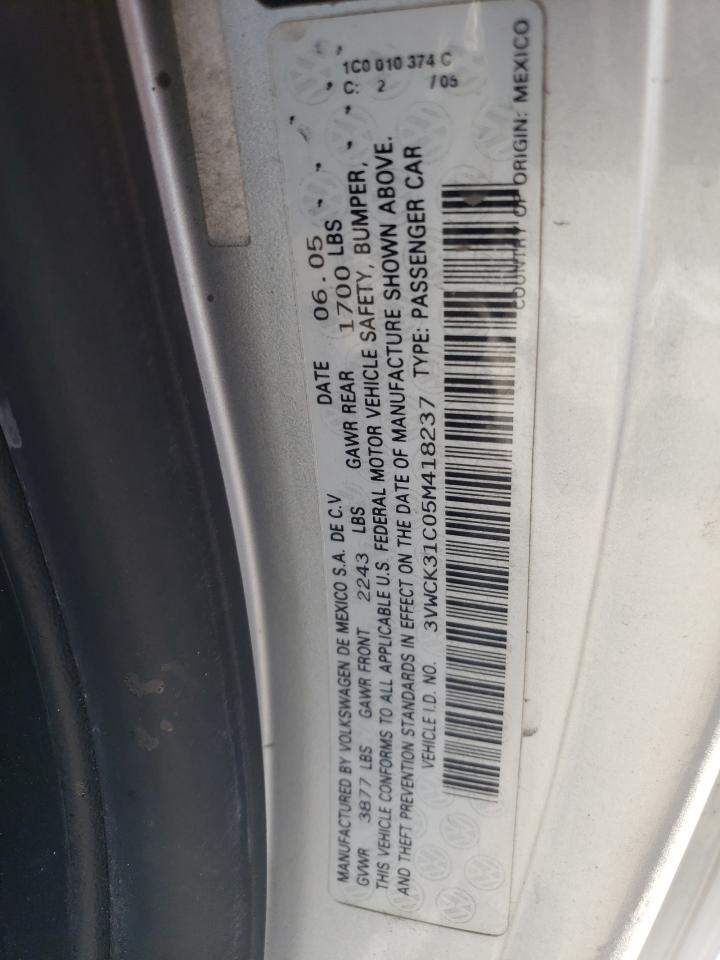 1C0 010 374 C
C: 2 /05
MANUFACTURED BY VOLKSWAGEN DE MEXICO S.A. DE C.V DATE 06.05
GVWR 3877 LBS GAWR FRONT 2243 LBS GAWR REAR 1700 LBS
THIS VEHICLE CONFORMS TO ALL APPLICABLE U.S FEDERAL MOTOR VEHICLE SAFETY, BUMPER,
AND THEFT PREVENTION STANDARDS IN EFFECT ON THE DATE OF MANUFACTURE SHOWN ABOVE.
VEHICLE I.D. NO. 3VWCK31C05M418237 TYPE: PASSENGER CAR
COUNTRY OF ORIGIN: MEXICO